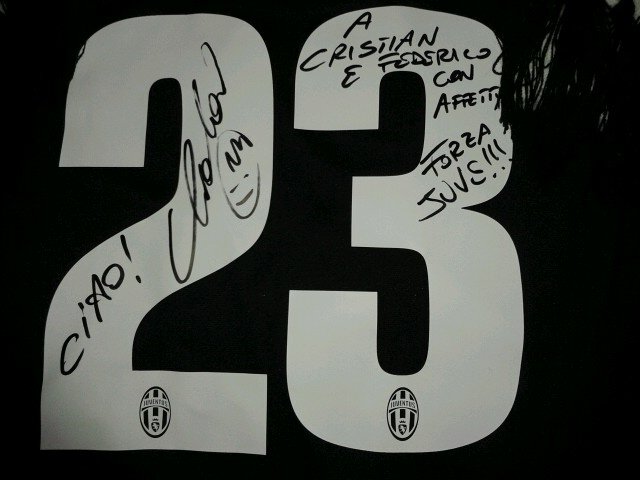 23
A
CRISTIAN
E FEDERICO
CON
AFFETTO
FORZA
JUVE!!!
CIAO!
JUVENTUS
JUVENTUS